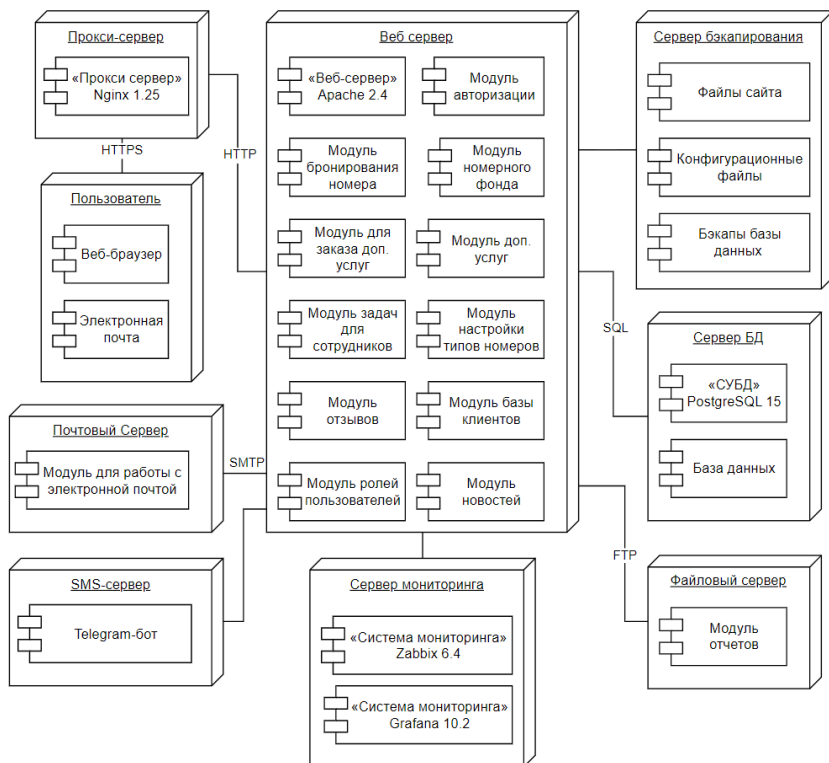 Прокси-сервер
«Прокси сервер»
Nginx 1.25
HTTPS
Пользователь
Веб-браузер
Электронная
почта
HTTP
Почтовый Сервер
Модуль для работы с
электронной почтой
SMTP
SMS-сервер
Telegram-бот
Веб сервер
«Веб-сервер»
Apache 2.4
Модуль
авторизации
Модуль
бронирования
номера
Модуль
номерного
фонда
Модуль для
заказа доп.
услуг
Модуль доп.
услуг
Модуль задач
для
сотрудников
Модуль
настройки
типов номеров
Модуль
отзывов
Модуль базы
клиентов
Модуль ролей
пользователей
Модуль
новостей
Сервер мониторинга
«Система мониторинга»
Zabbix 6.4
«Система мониторинга»
Grafana 10.2
Сервер бэкапирования
Файлы сайта
Конфигурационные
файлы
Бэкапы базы
данных
SQL
Сервер БД
«СУБД»
PostgreSQL 15
База данных
FTP
Файловый сервер
Модуль
отчетов